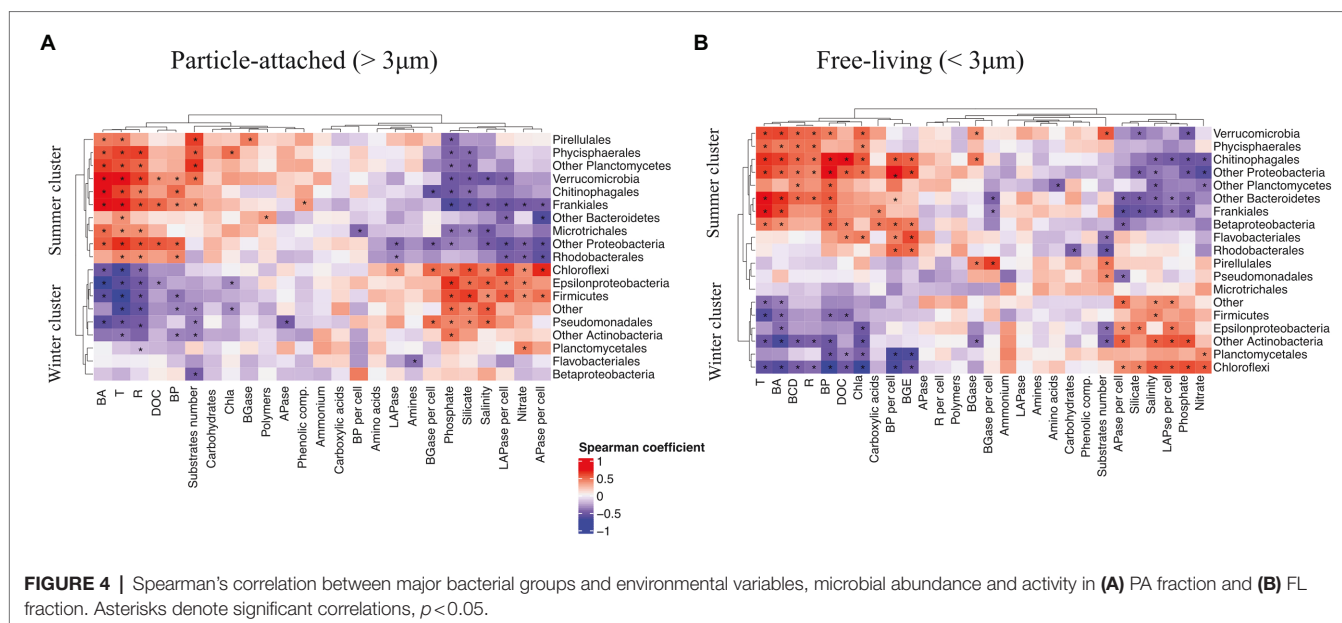 A
Particle-attached (> 3μm)
Summer cluster
Winter cluster
Pirellulales
Phycisphaerales
Other Planctomycetes
Verrucomicrobia
Chitinophagales
Frankiales
Other Bacteroidetes
Microtrichales
Other Proteobacteria
Rhodobacterales
Chloroflexi
Epsilonproteobacteria
Firmicutes
Other
Pseudomonadales
Other Actinobacteria
Planctomycetales
Flavobacteriales
Betaproteobacteria
BA
T
R
DOC
BP
Substrates number
Carbohydrates
Chla
BGase
Polymers
APase
Phenolic comp.
Ammonium
Carboxylic acids
BP per cell
Amino acids
LAPase
Amines
BGase per cell
Phosphate
Silicate
Salinity
LAPase per cell
Nitrate
APase per cell
Spearman coefficient
1
0.5
0
−0.5
−1
B
Free-living (< 3μm)
Summer cluster
Winter cluster
Verrucomicrobia
Phycisphaerales
Chitinophagales
Other Proteobacteria
Other Planctomycetes
Other Bacteroidetes
Frankiales
Betaproteobacteria
Flavobacteriales
Rhodobacterales
Pirellulales
Pseudomonadales
Microtrichales
Other
Firmicutes
Epsilonproteobacteria
Other Actinobacteria
Planctomycetales
Chloroflexi
T
BA
BCD
R
BP
DOC
Chla
Carboxylic acids
BP per cell
BGE
APase
R per cell
Polymers
BGase
BGase per cell
Ammonium
LAPase
Amines
Amino acids
Carbohydrates
Phenolic comp.
Substrates number
APase per cell
Silicate
Salinity
LAPse per cell
Phosphate
Nitrate
FIGURE 4 | Spearman's correlation between major bacterial groups and environmental variables, microbial abundance and activity in (A) PA fraction and (B) FL
fraction. Asterisks denote significant correlations, p<0.05.